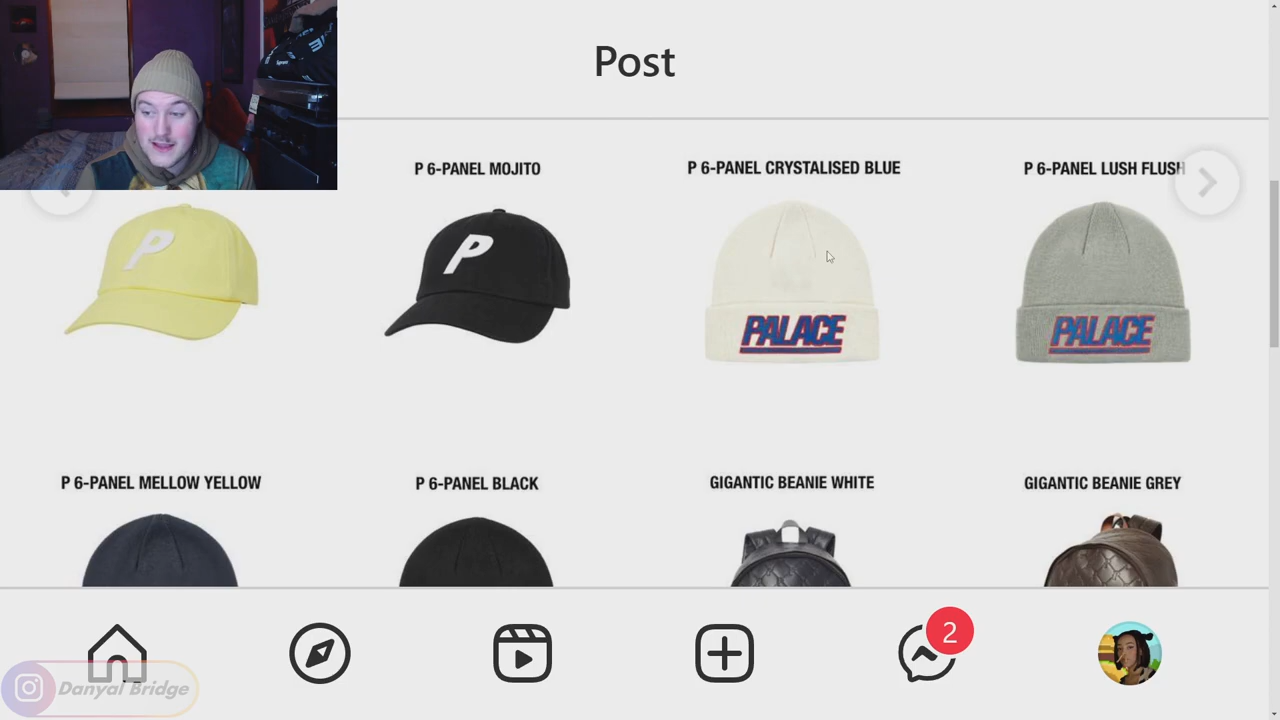 Post
P 6-PANEL MOJITO
P 6-PANEL CRYSTALISED BLUE
P 6-PANEL LUSH FLUSH
P
P
PALACE
PALACE
P 6-PANEL MELLOW YELLOW
P 6-PANEL BLACK
GIGANTIC BEANIE WHITE
GIGANTIC BEANIE GREY
2
Danyal Bridge